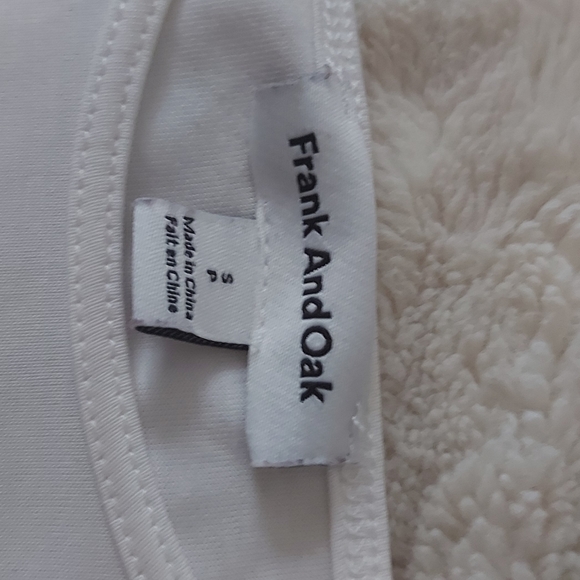 Frank And Oak
S
P
Made in China
Fait en Chine